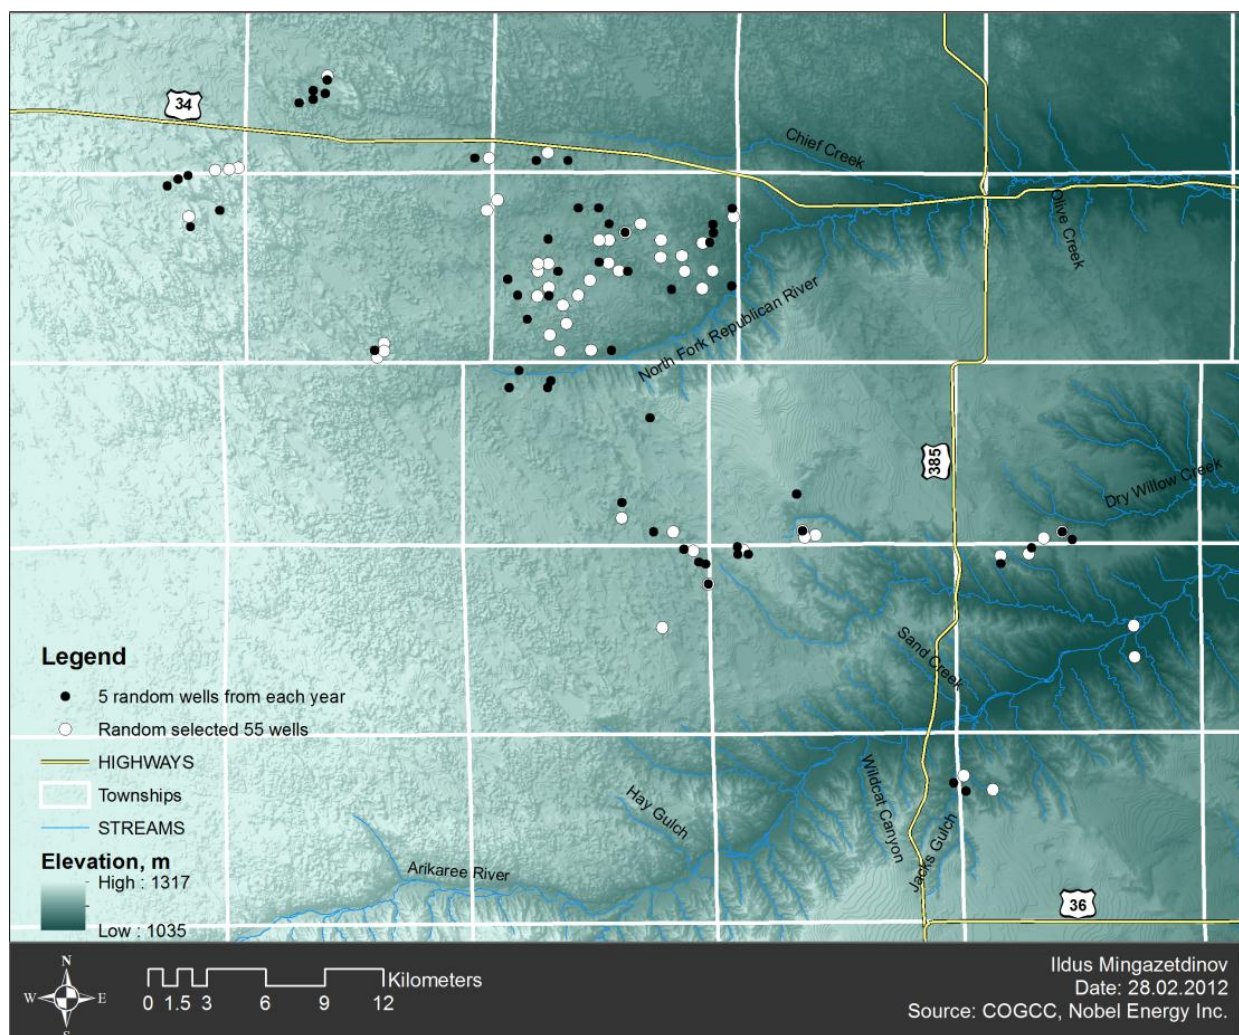 34
Chief Creek
Olive Creek
North Fork Republican River
385
Dry Willow Creek
Sand Creek
Wildcat Canyon
Hay Gulch
Jacks Gulch
Arikaree River
36
Legend
5 random wells from each year
Random selected 55 wells
HIGHWAYS
Townships
STREAMS
Elevation, m
High : 1317
Low : 1035
N
W E
S
Kilometers
0 1.5 3 6 9 12
Ildus Mingazetdinov
Date: 28.02.2012
Source: COGCC, Nobel Energy Inc.